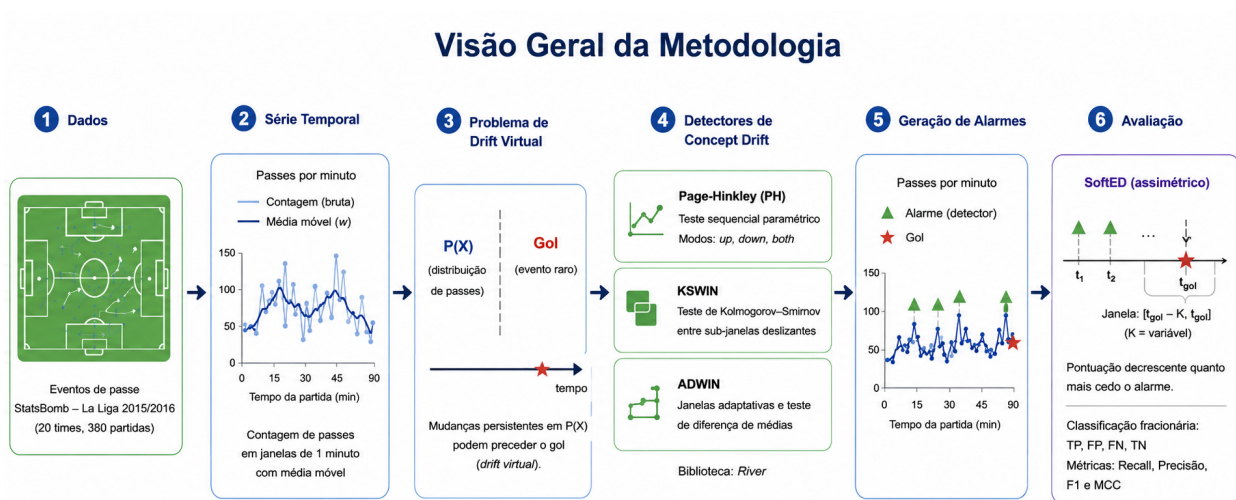 Visão Geral da Metodologia
1 Dados
Eventos de passe
StatsBomb – La Liga 2015/2016
(20 times, 380 partidas)
2 Série Temporal
Passes por minuto
Contagem (bruta)
Média móvel (w)
150
100
50
0
0 15 30 45 90
Tempo da partida (min)
Contagem de passes
em janelas de 1 minuto
com média móvel
3 Problema de
Drift Virtual
P(X)
(distribuição
de passes)
Gol
(evento raro)
tempo
Mudanças persistentes em P(X)
podem preceder o gol
(drift virtual).
4 Detectores de
Concept Drift
Page-Hinkley (PH)
Teste sequencial paramétrico
Modos: up, down, both
KSWIN
Teste de Kolmogorov–Smirnov
entre sub-janelas deslizantes
ADWIN
Janelas adaptativas e teste
de diferença de médias
Biblioteca: River
5 Geração de Alarmes
Passes por minuto
Alarme (detector)
Gol
150
100
50
0
0 15 30 45 90
Tempo da partida (min)
6 Avaliação
SoftED (assimétrico)
...
t1 t2 tgol
Janela: [tgol – K, tgol]
(K = variável)
Pontuação decrescente quanto
mais cedo o alarme.
Classificação fracionária:
TP, FP, FN, TN
Métricas: Recall, Precisão,
F1 e MCC